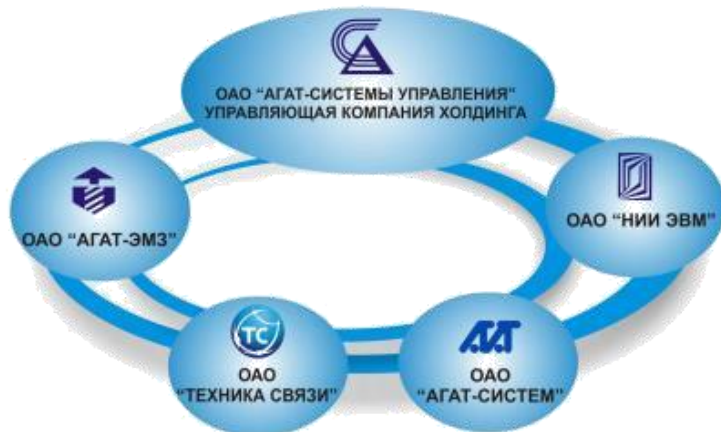 ОАО "АГАТ-СИСТЕМЫ УПРАВЛЕНИЯ"
УПРАВЛЯЮЩАЯ КОМПАНИЯ ХОЛДИНГА
ОАО "АГАТ-ЭМЗ"
ОАО "НИИ ЭВМ"
ТС
ОАО
"ТЕХНИКА СВЯЗИ"
АГАТ
ОАО
"АГАТ-СИСТЕМ"